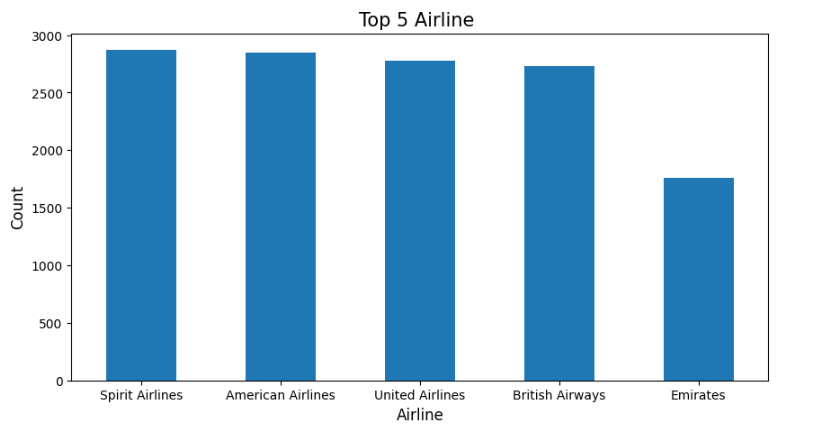 Top 5 Airline
3000
2500
2000
1500
1000
500
0
Count
Spirit Airlines American Airlines United Airlines British Airways Emirates
Airline